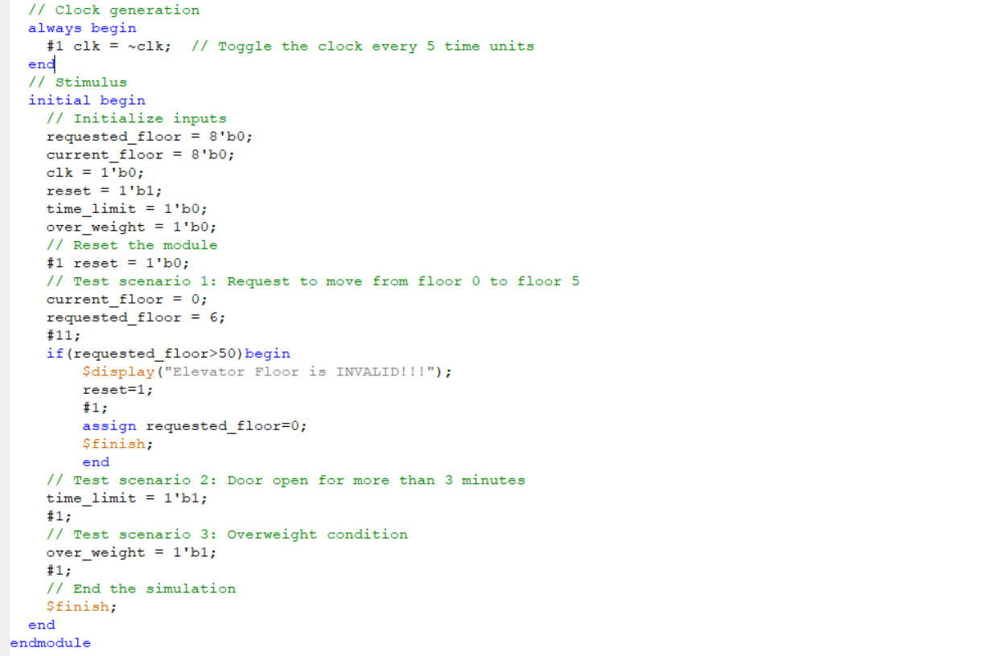 // Clock generation
always begin
#1 clk = ~clk;  // Toggle the clock every 5 time units
end
// Stimulus
initial begin
// Initialize inputs
requested_floor = 8'b0;
current_floor = 8'b0;
clk = 1'b0;
reset = 1'b1;
time_limit = 1'b0;
over_weight = 1'b0;
// Reset the module
#1 reset = 1'b0;
// Test scenario 1: Request to move from floor 0 to floor 5
current_floor = 0;
requested_floor = 6;
#11;
if(requested_floor>50)begin
$display("Elevator Floor is INVALID!!!");
reset=1;
#1;
assign requested_floor=0;
$finish;
end
// Test scenario 2: Door open for more than 3 minutes
time_limit = 1'b1;
#1;
// Test scenario 3: Overweight condition
over_weight = 1'b1;
#1;
// End the simulation
$finish;
end
endmodule